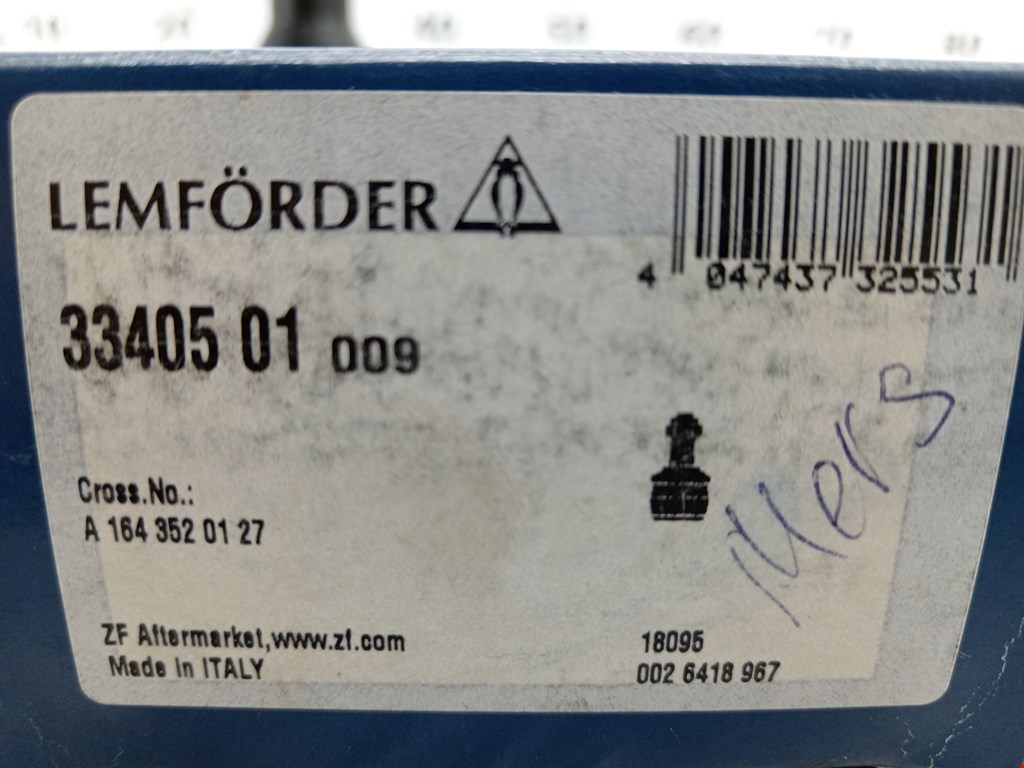 LEMFÖRDER
4 047437 325531
33405 01 009
Cross.No.:
A 164 352 01 27
Mers
ZF Aftermarket,www.zf.com
Made in ITALY
18095
002 6418 967